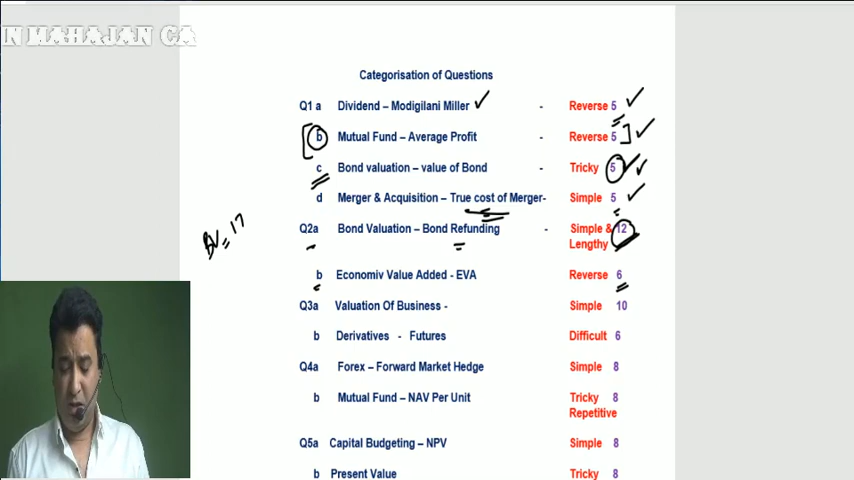 N MAHAJAN CA
Categorisation of Questions
Q1 a Dividend – Modigilani Miller - Reverse 5
b Mutual Fund – Average Profit - Reverse 5
c Bond valuation – value of Bond - Tricky 5
d Merger & Acquisition – True cost of Merger- Simple 5
Q2a Bond Valuation – Bond Refunding - Simple & 12
Lengthy
BV = 17
b Economiv Value Added - EVA Reverse 6
Q3a Valuation Of Business - Simple 10
b Derivatives - Futures Difficult 6
Q4a Forex – Forward Market Hedge Simple 8
b Mutual Fund – NAV Per Unit Tricky 8
Repetitive
Q5a Capital Budgeting - NPV Simple 8
b Present Value Tricky 8